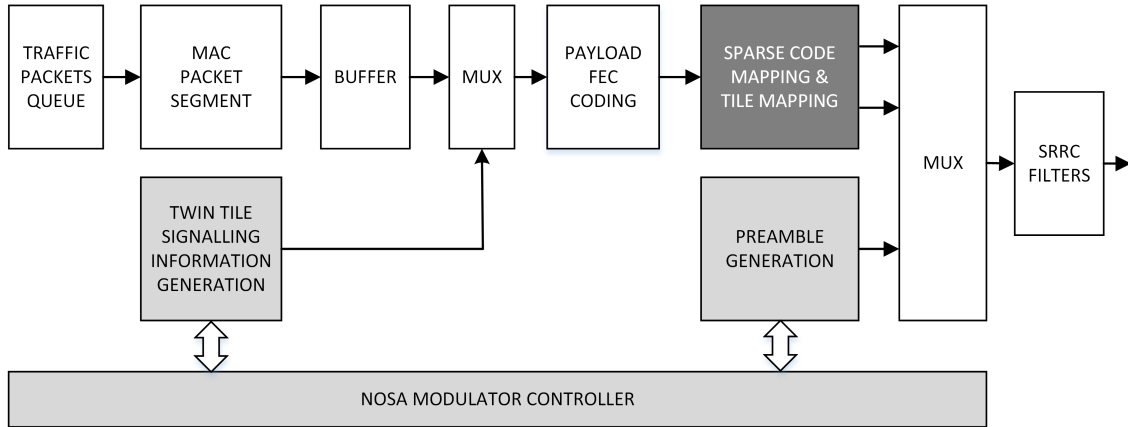 TRAFFIC
PACKETS
QUEUE
MAC
PACKET
SEGMENT
BUFFER
MUX
PAYLOAD
FEC
CODING
SPARSE CODE
MAPPING &
TILE MAPPING
MUX
SRRC
FILTERS
TWIN TILE
SIGNALLING
INFORMATION
GENERATION
PREAMBLE
GENERATION
NOSA MODULATOR CONTROLLER